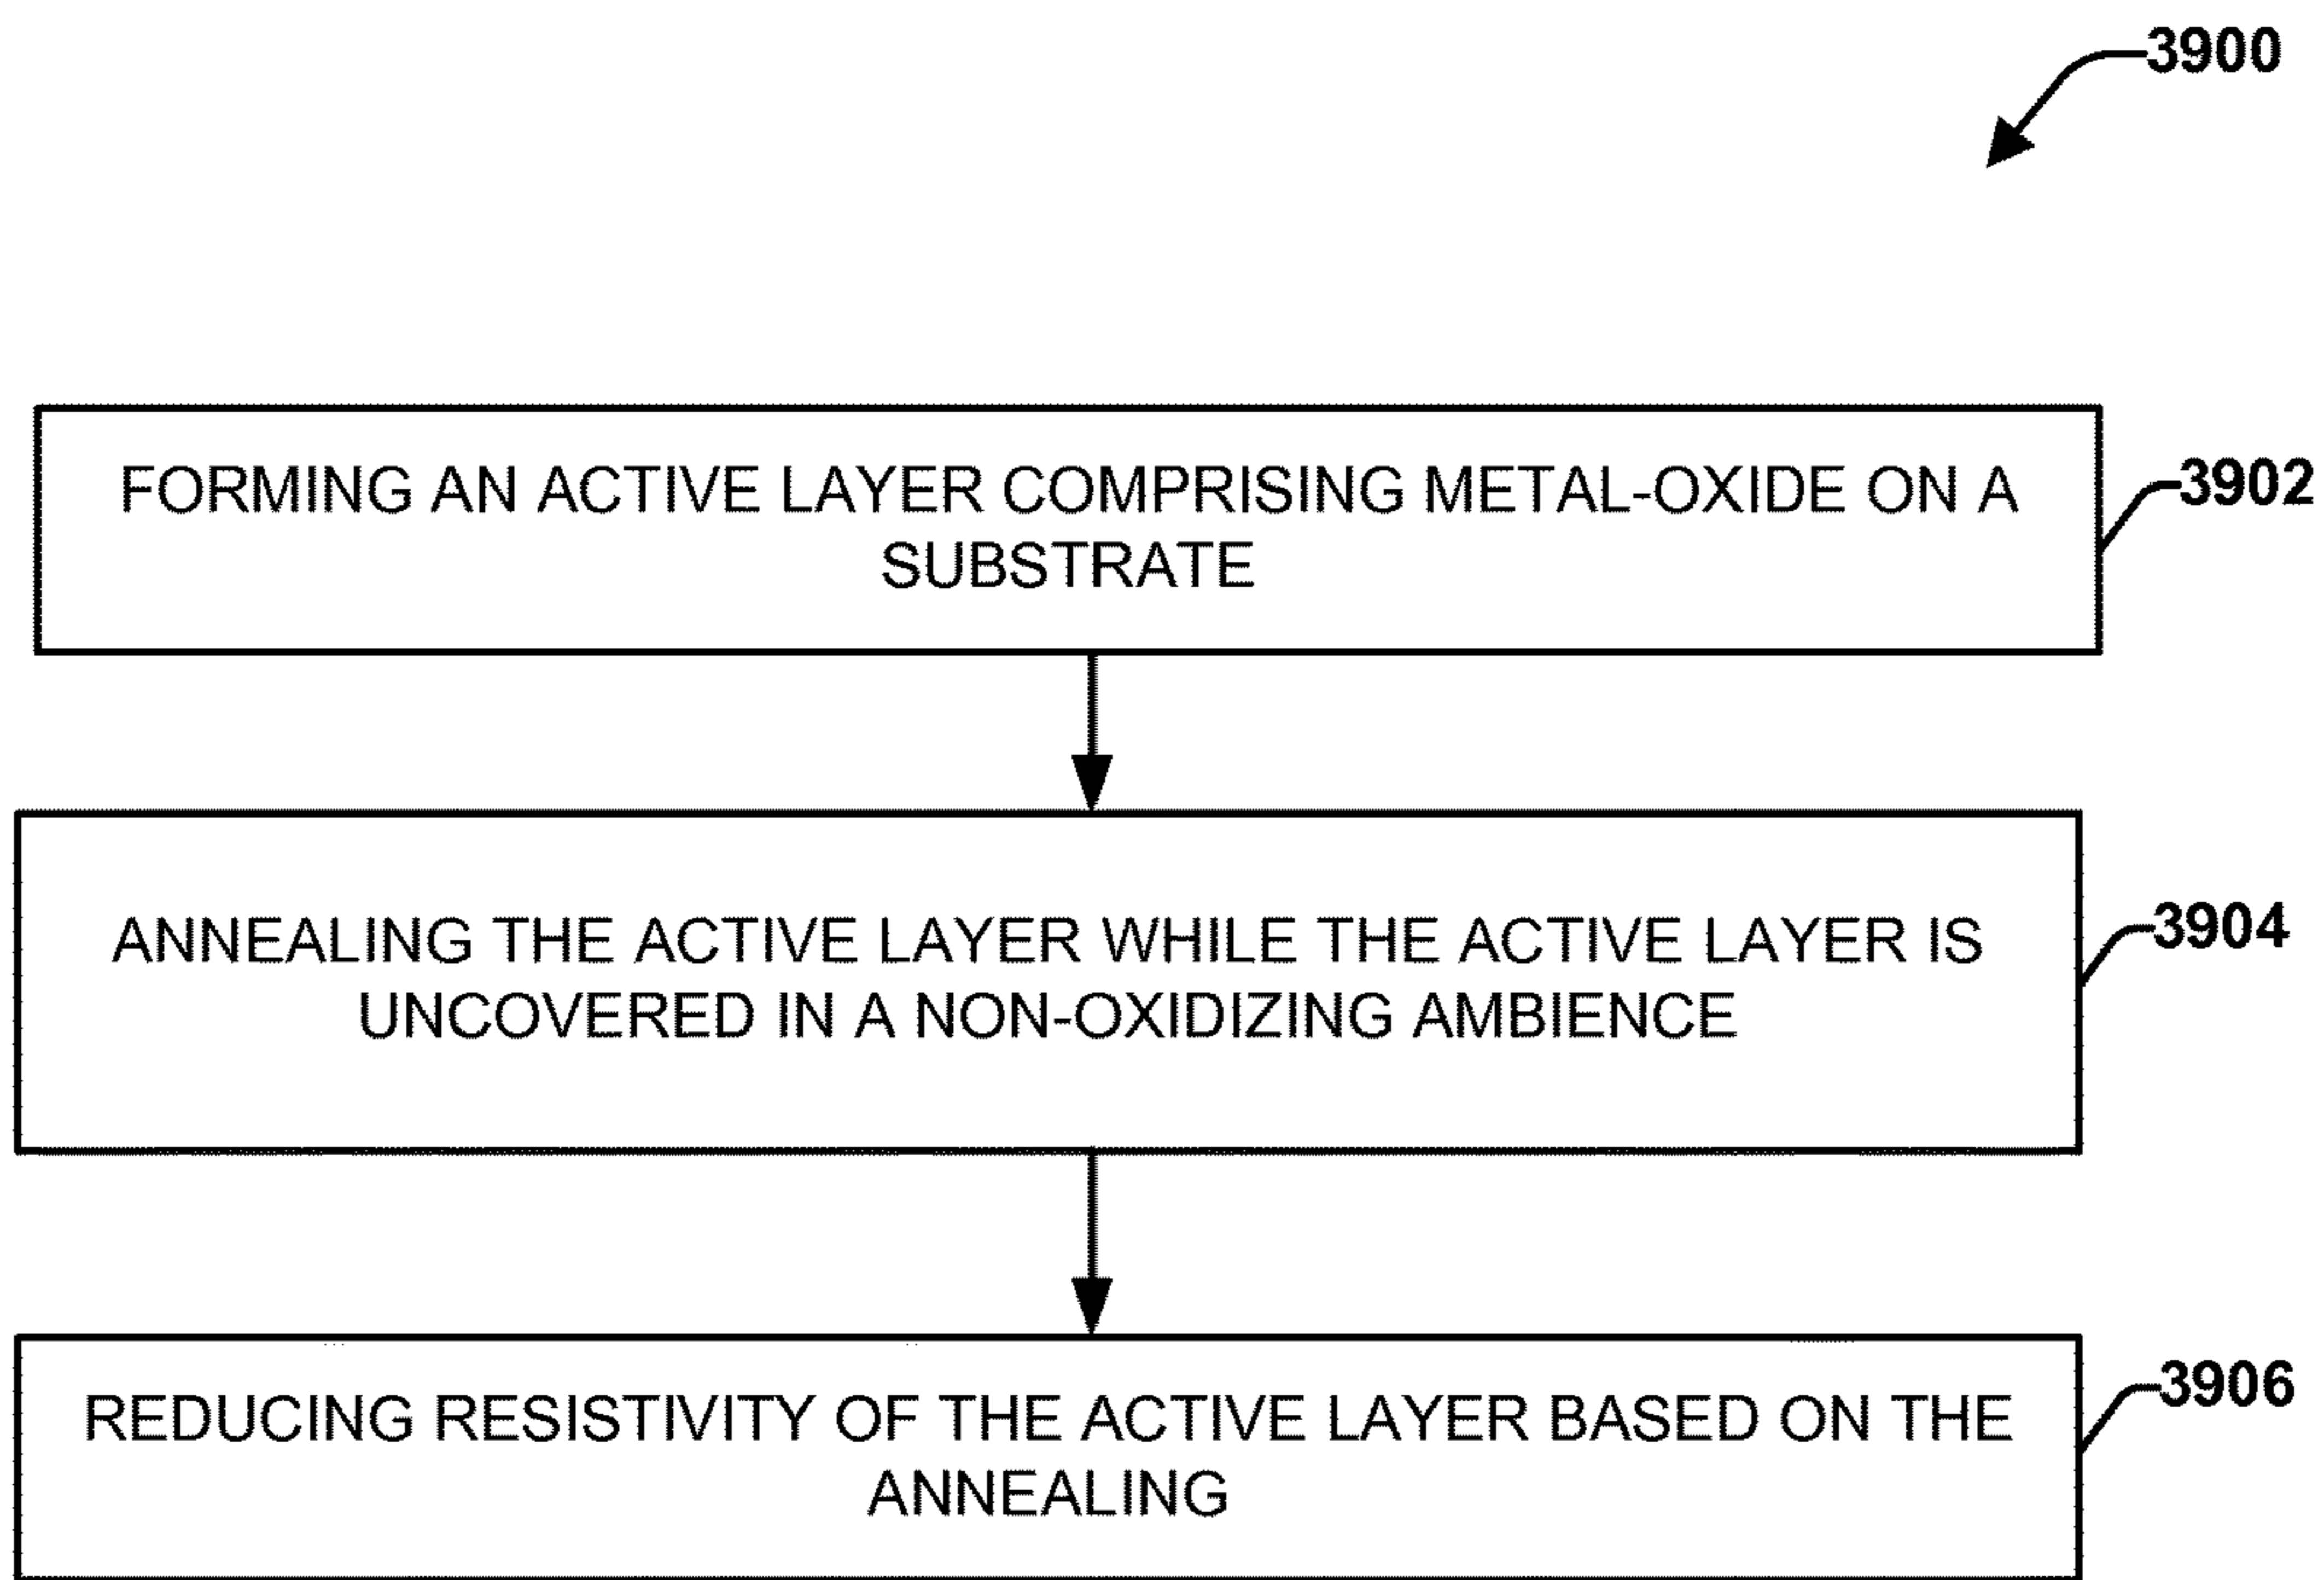 3900
FORMING AN ACTIVE LAYER COMPRISING METAL-OXIDE ON A
SUBSTRATE
3902
ANNEALING THE ACTIVE LAYER WHILE THE ACTIVE LAYER IS
UNCOVERED IN A NON-OXIDIZING AMBIENCE
3904
REDUCING RESISTIVITY OF THE ACTIVE LAYER BASED ON THE
ANNEALING
3906